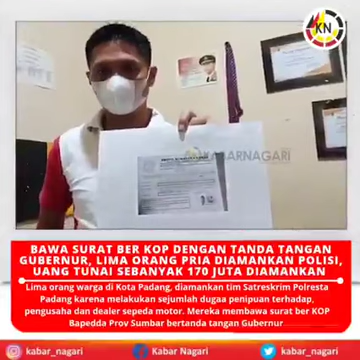 KN
KABARNAGARI
BAWA SURAT BER KOP DENGAN TANDA TANGAN
GUBERNUR, LIMA ORANG PRIA DIAMANKAN POLISI,
UANG TUNAI SEBANYAK 170 JUTA DIAMANKAN
Lima orang warga di Kota Padang, diamankan tim Satreskrim Polresta
Padang karena melakukan sejumlah dugaa penipuan terhadap,
pengusaha dan dealer sepeda motor. Mereka membawa surat ber KOP
Bapedda Prov Sumbar bertanda tangan Gubernur
kabar_nagari
Kabar Nagari
kabar_nagari